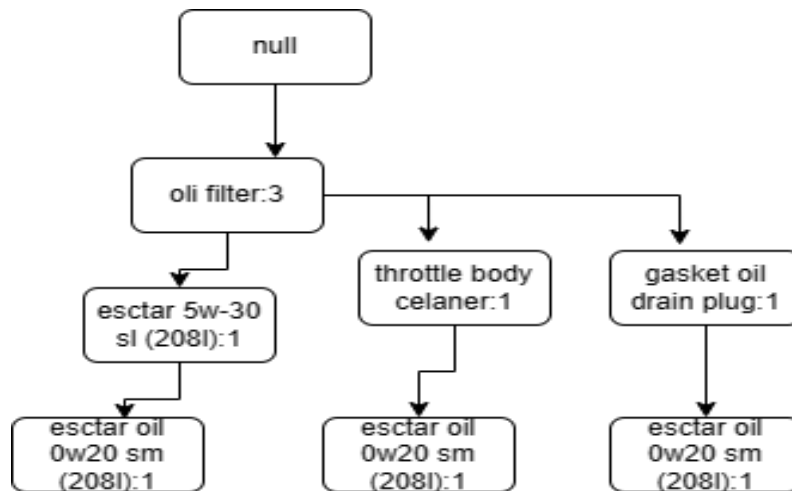 null
oli filter:3
throttle body
celaner:1
gasket oil
drain plug:1
esctar 5w-30
sl (208l):1
esctar oil
0w20 sm
(208l):1
esctar oil
0w20 sm
(208l):1
esctar oil
0w20 sm
(208l):1